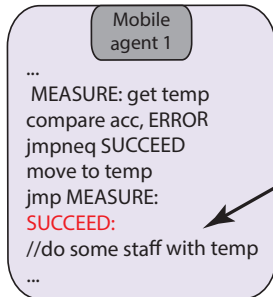 Mobile
agent 1
...
MEASURE: get temp
compare acc, ERROR
jmpneq SUCCEED
move to temp
jmp MEASURE:
SUCCEED:
//do some staff with temp
...